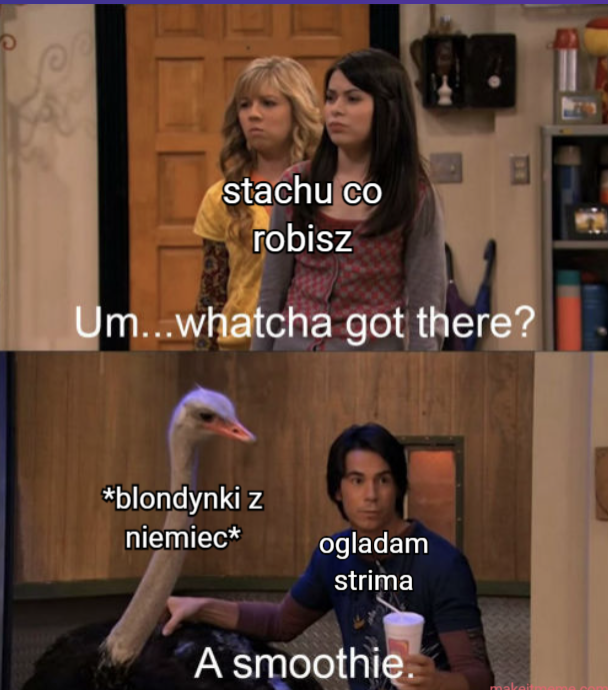 stachu co
robisz
Um...whatcha got there?
*blondynki z
niemiec*
ogladam
strima
A smoothie.